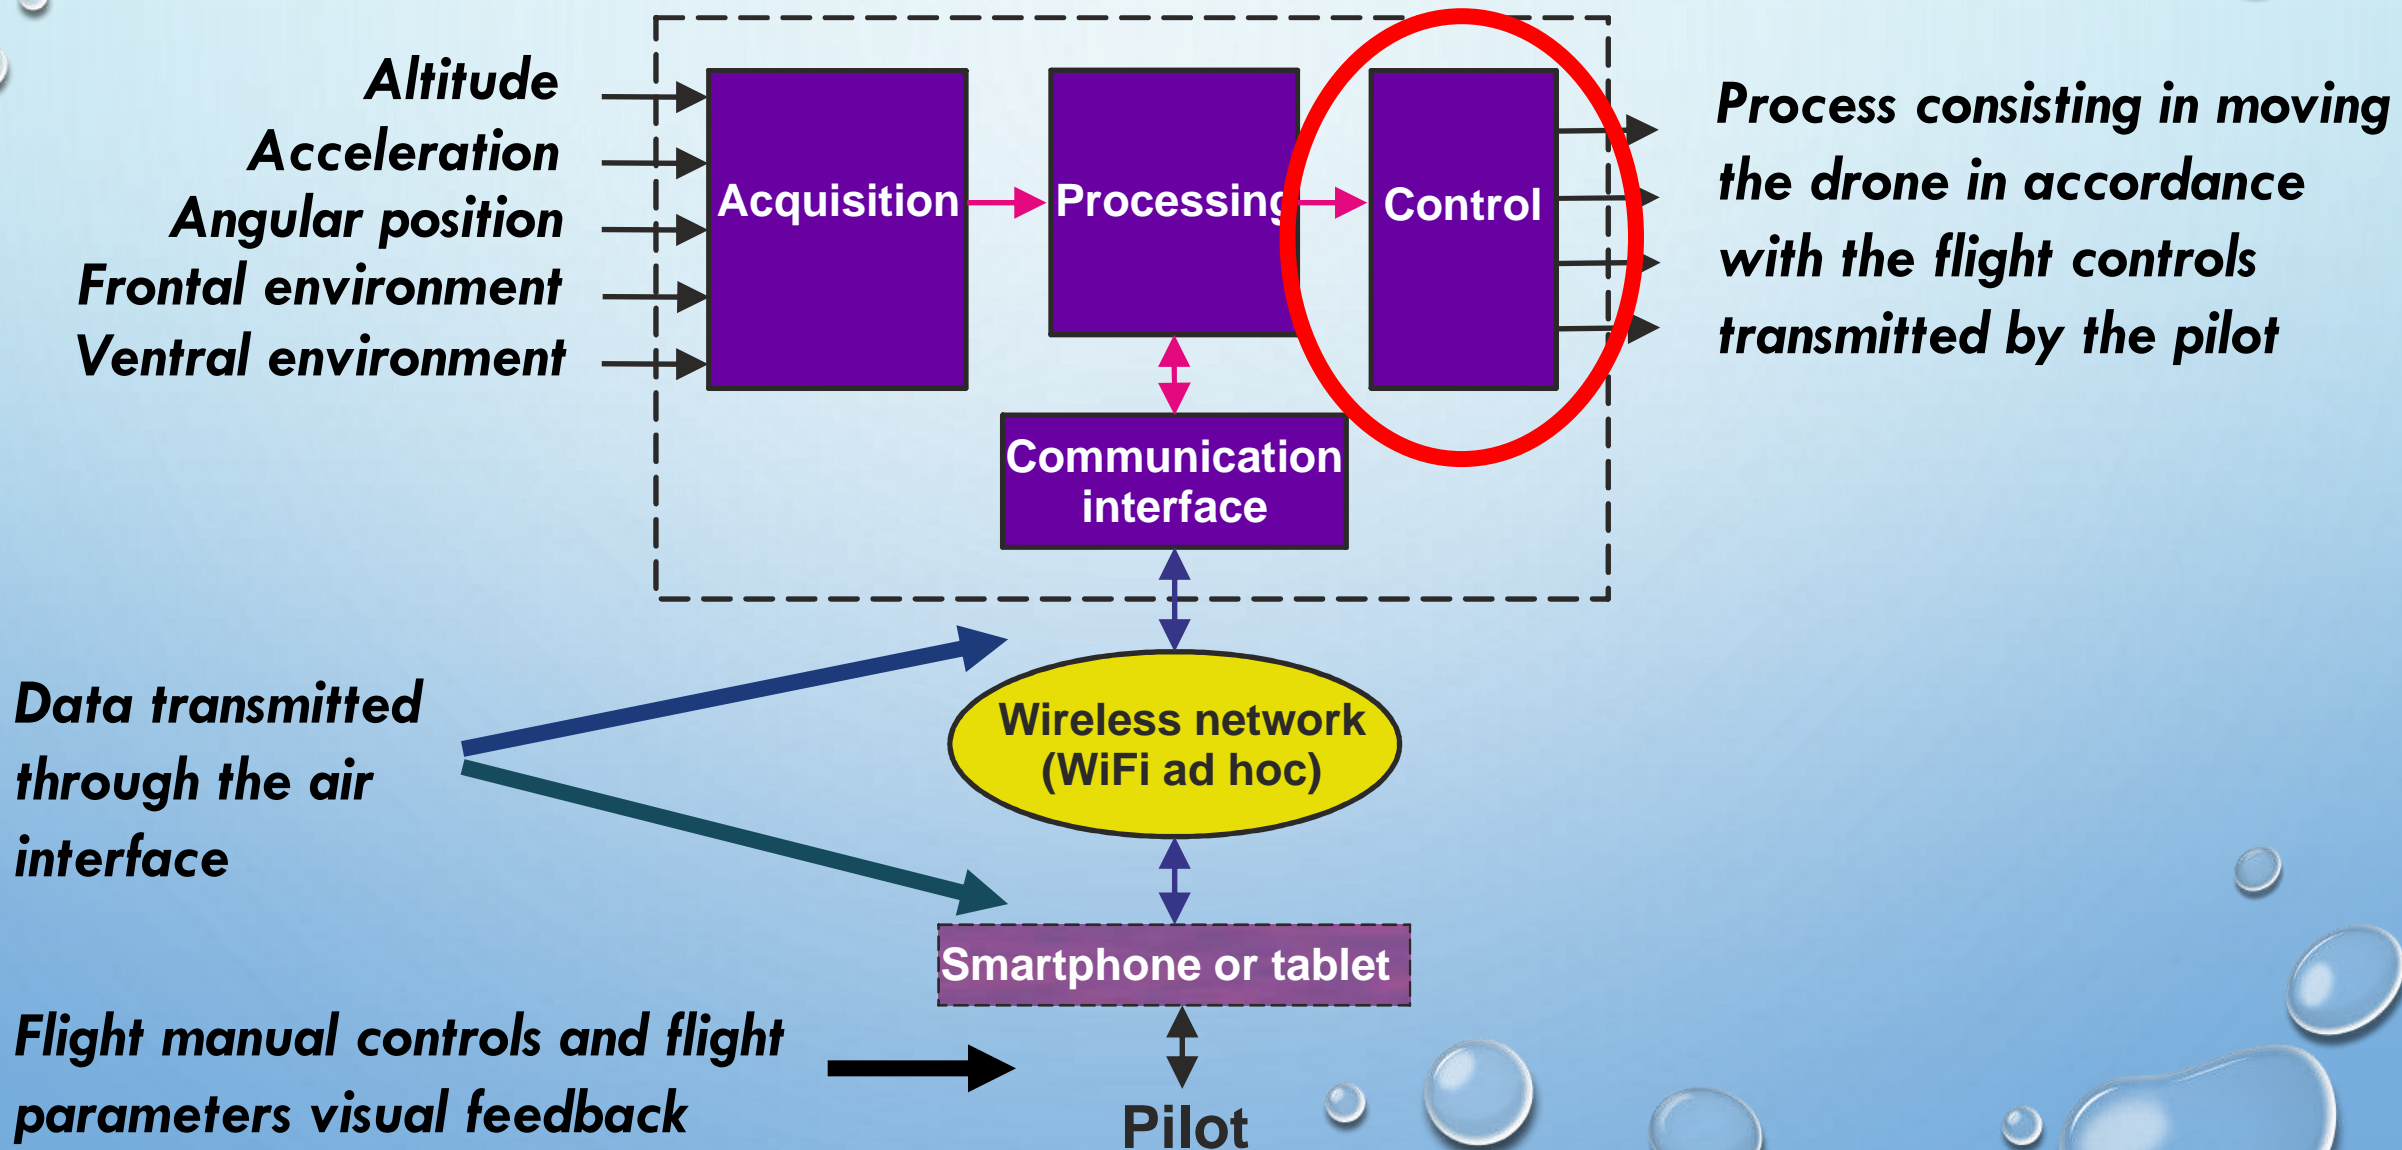 Altitude
Acceleration
Angular position
Frontal environment
Ventral environment
Acquisition
Processing
Control
Process consisting in moving
the drone in accordance
with the flight controls
transmitted by the pilot
Communication
interface
Data transmitted
through the air
interface
Wireless network
(WiFi ad hoc)
Smartphone or tablet
Flight manual controls and flight
parameters visual feedback
Pilot